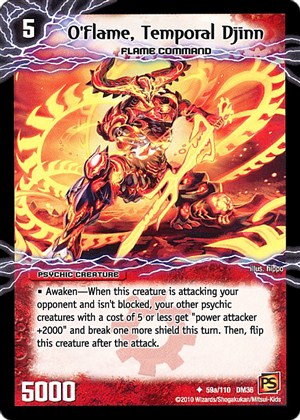 5
O'Flame, Temporal Djinn
FLAME COMMAND
illus. hippo
PSYCHIC CREATURE
• Awaken—When this creature is attacking your
opponent and isn't blocked, your other psychic
creatures with a cost of 5 or less get "power attacker
+2000" and break one more shield this turn. Then, flip
this creature after the attack.
PS
5000
♦ 59a/110 DM36
©2010 Wizards/Shogakukan/Mitsui-Kids